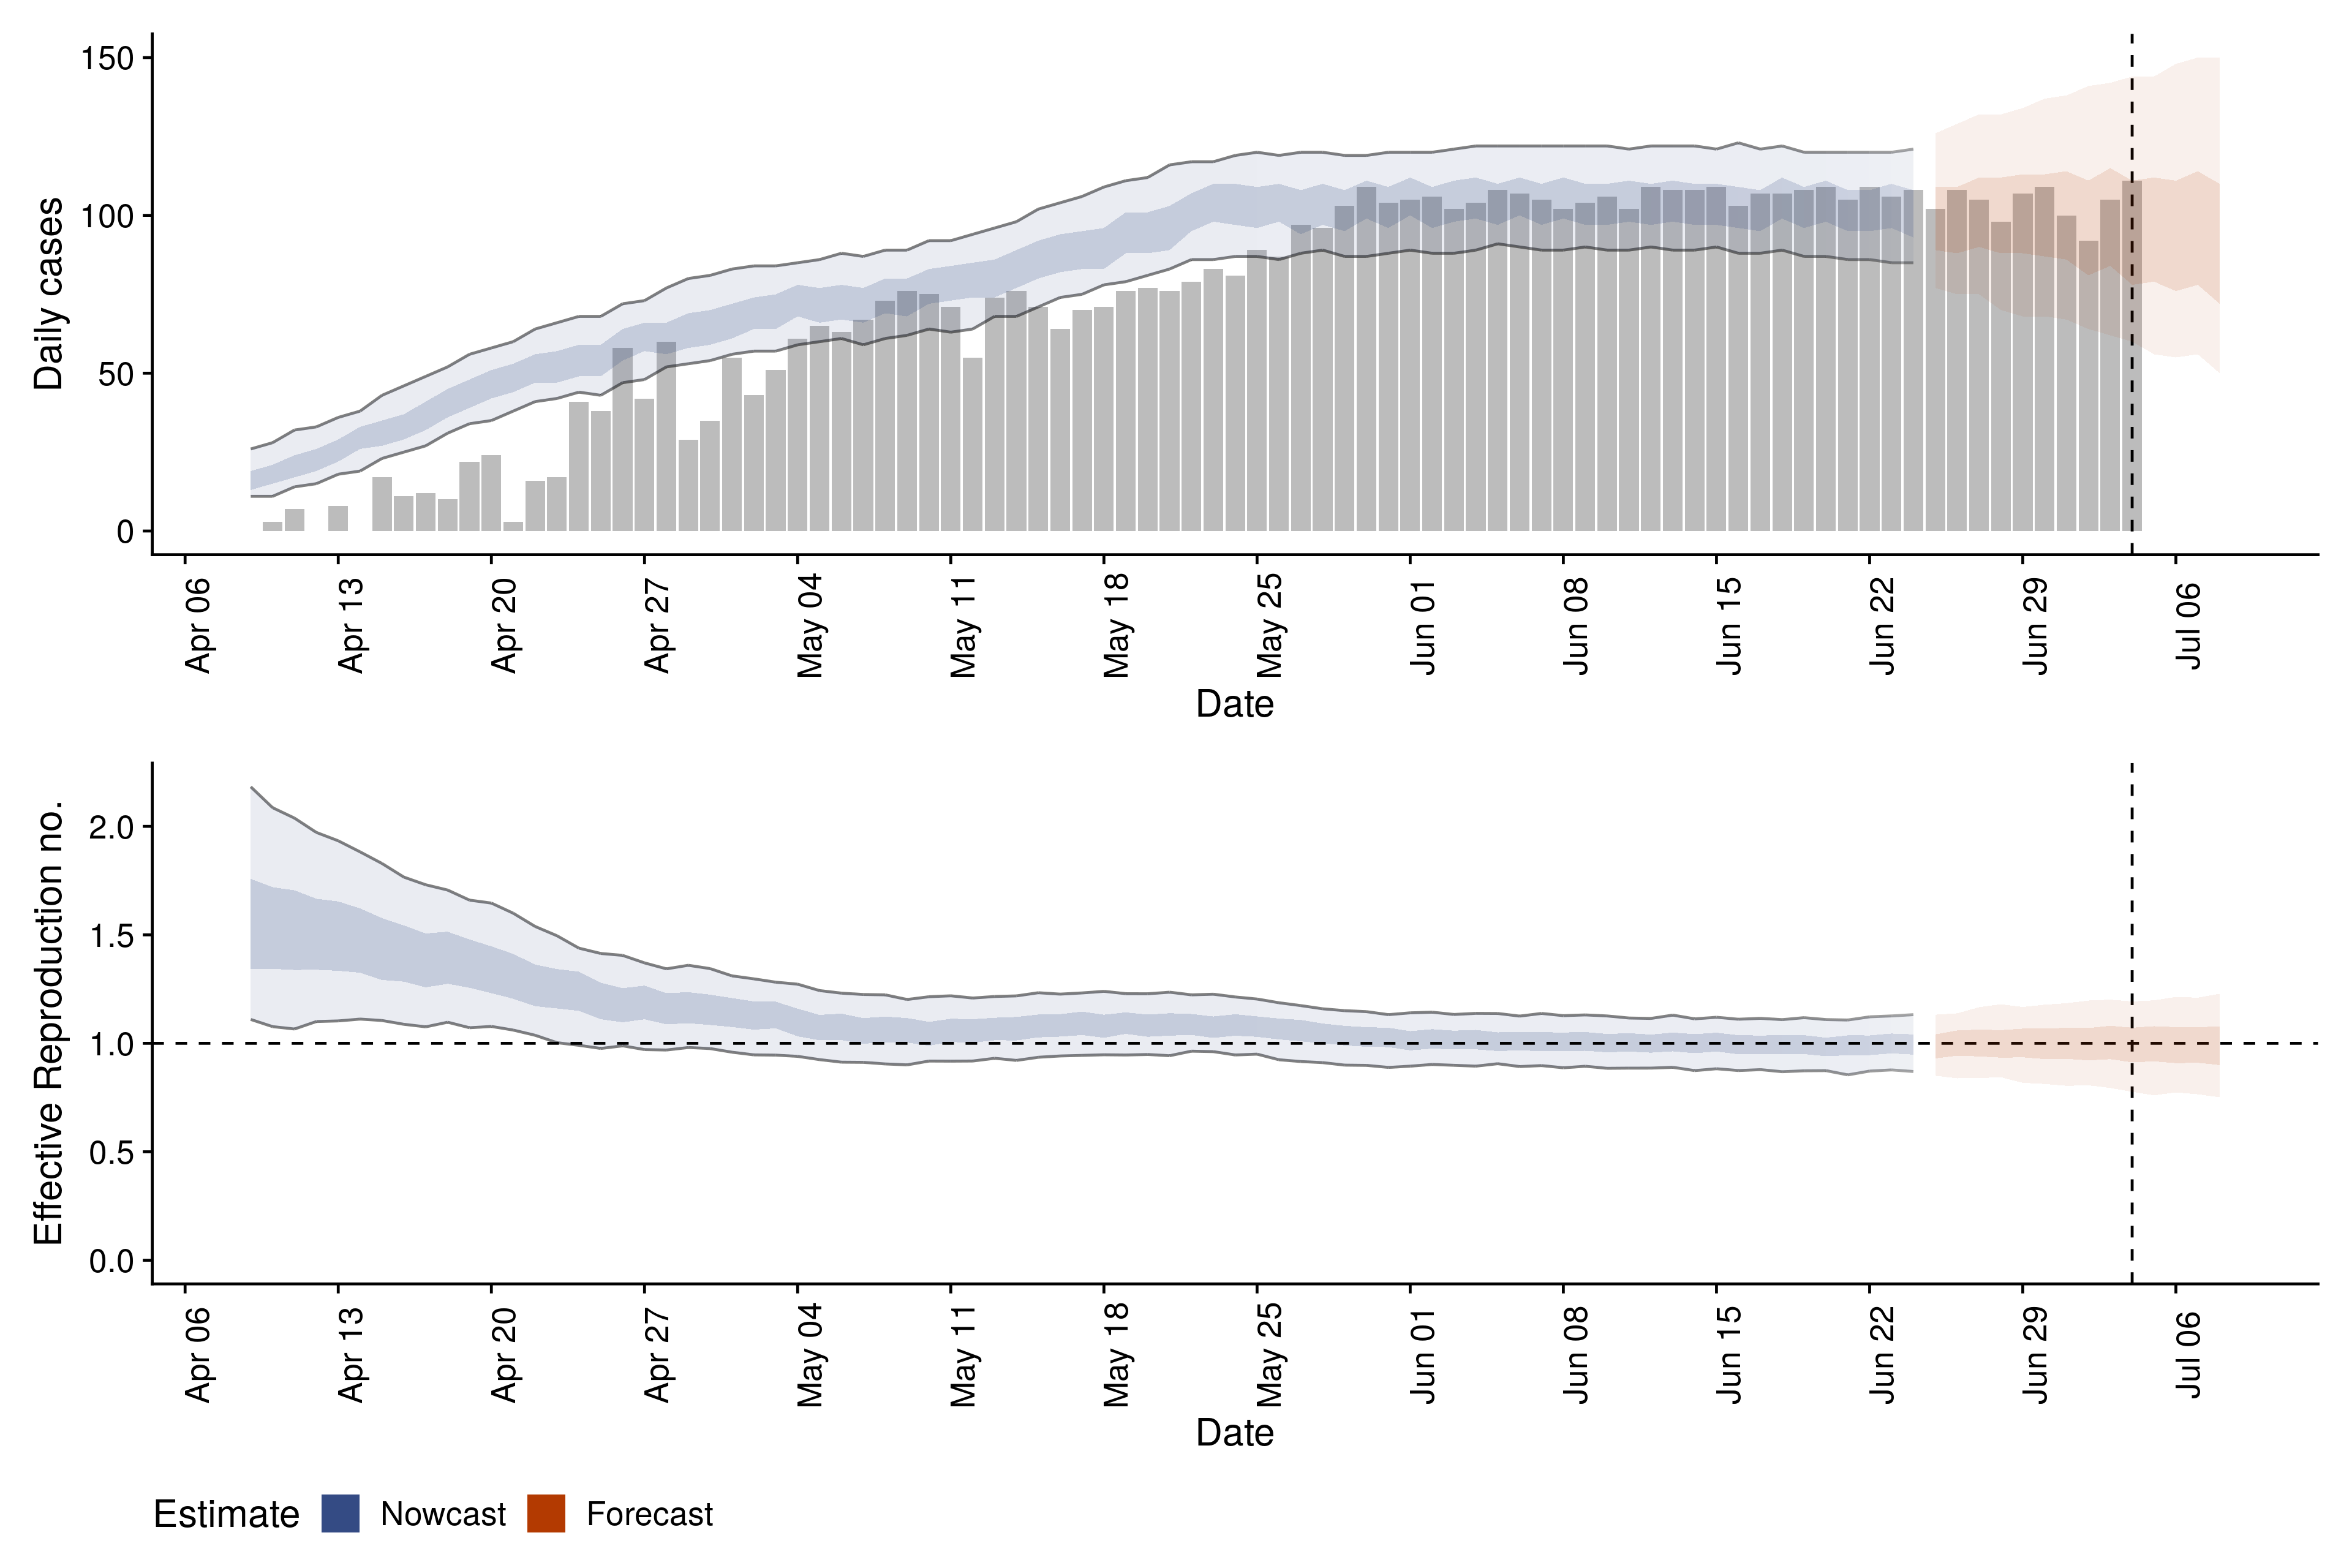 150
100
50
0
Daily cases
Apr 06
Apr 13
Apr 20
Apr 27
May 04
May 11
May 18
May 25
Jun 01
Jun 08
Jun 15
Jun 22
Jun 29
Jul 06
Date
2.0
1.5
1.0
0.5
0.0
Effective Reproduction no.
Apr 06
Apr 13
Apr 20
Apr 27
May 04
May 11
May 18
May 25
Jun 01
Jun 08
Jun 15
Jun 22
Jun 29
Jul 06
Date
Estimate Nowcast Forecast